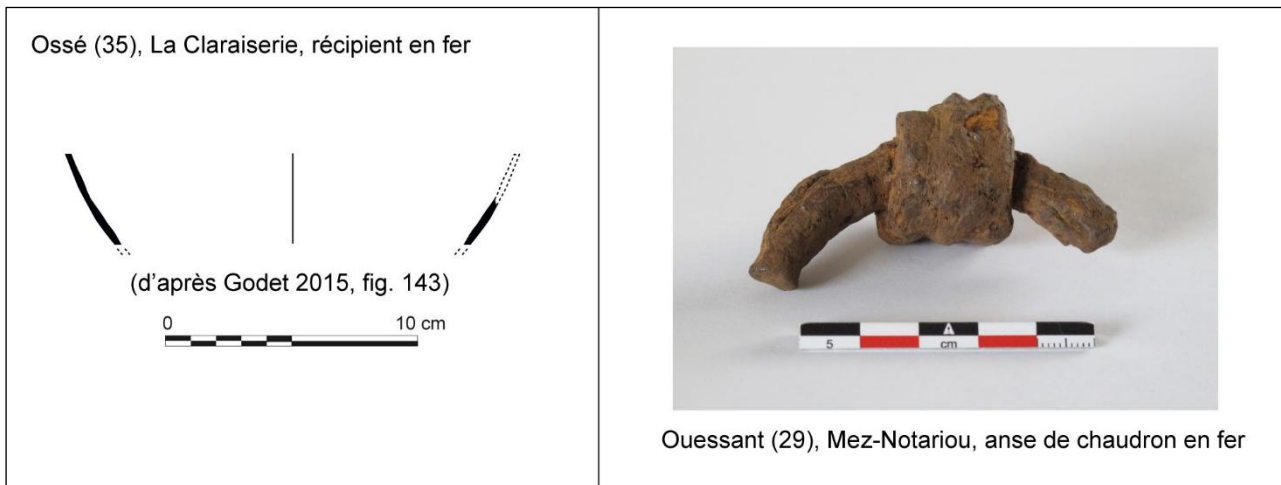 Ossé (35), La Claraiserie, récipient en fer
(d'après Godet 2015, fig. 143)
0 10 cm
5 cm 1
Ouessant (29), Mez-Notariou, anse de chaudron en fer